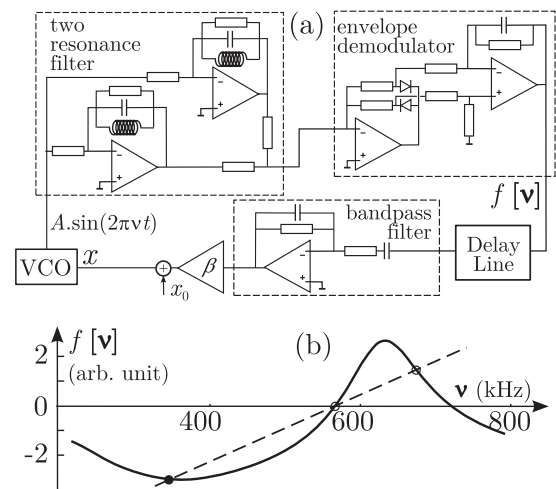 two
resonance
filter
(a)
envelope
demodulator
− + − + − + − +
A.sin(2πνt)
f [ν]
bandpass
filter
VCO
x
β
x₀
− +
Delay
Line
f [ν]
(arb. unit)
(b)
ν (kHz)
2
0
-2
400
600
800